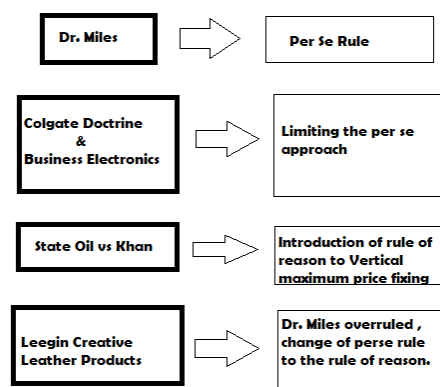 Dr. Miles
Per Se Rule
Colgate Doctrine
&
Business Electronics
Limiting the per se
approach
State Oil vs Khan
Introduction of rule of
reason to Vertical
maximum price fixing
Leegin Creative
Leather Products
Dr. Miles overruled ,
change of perse rule
to the rule of reason.